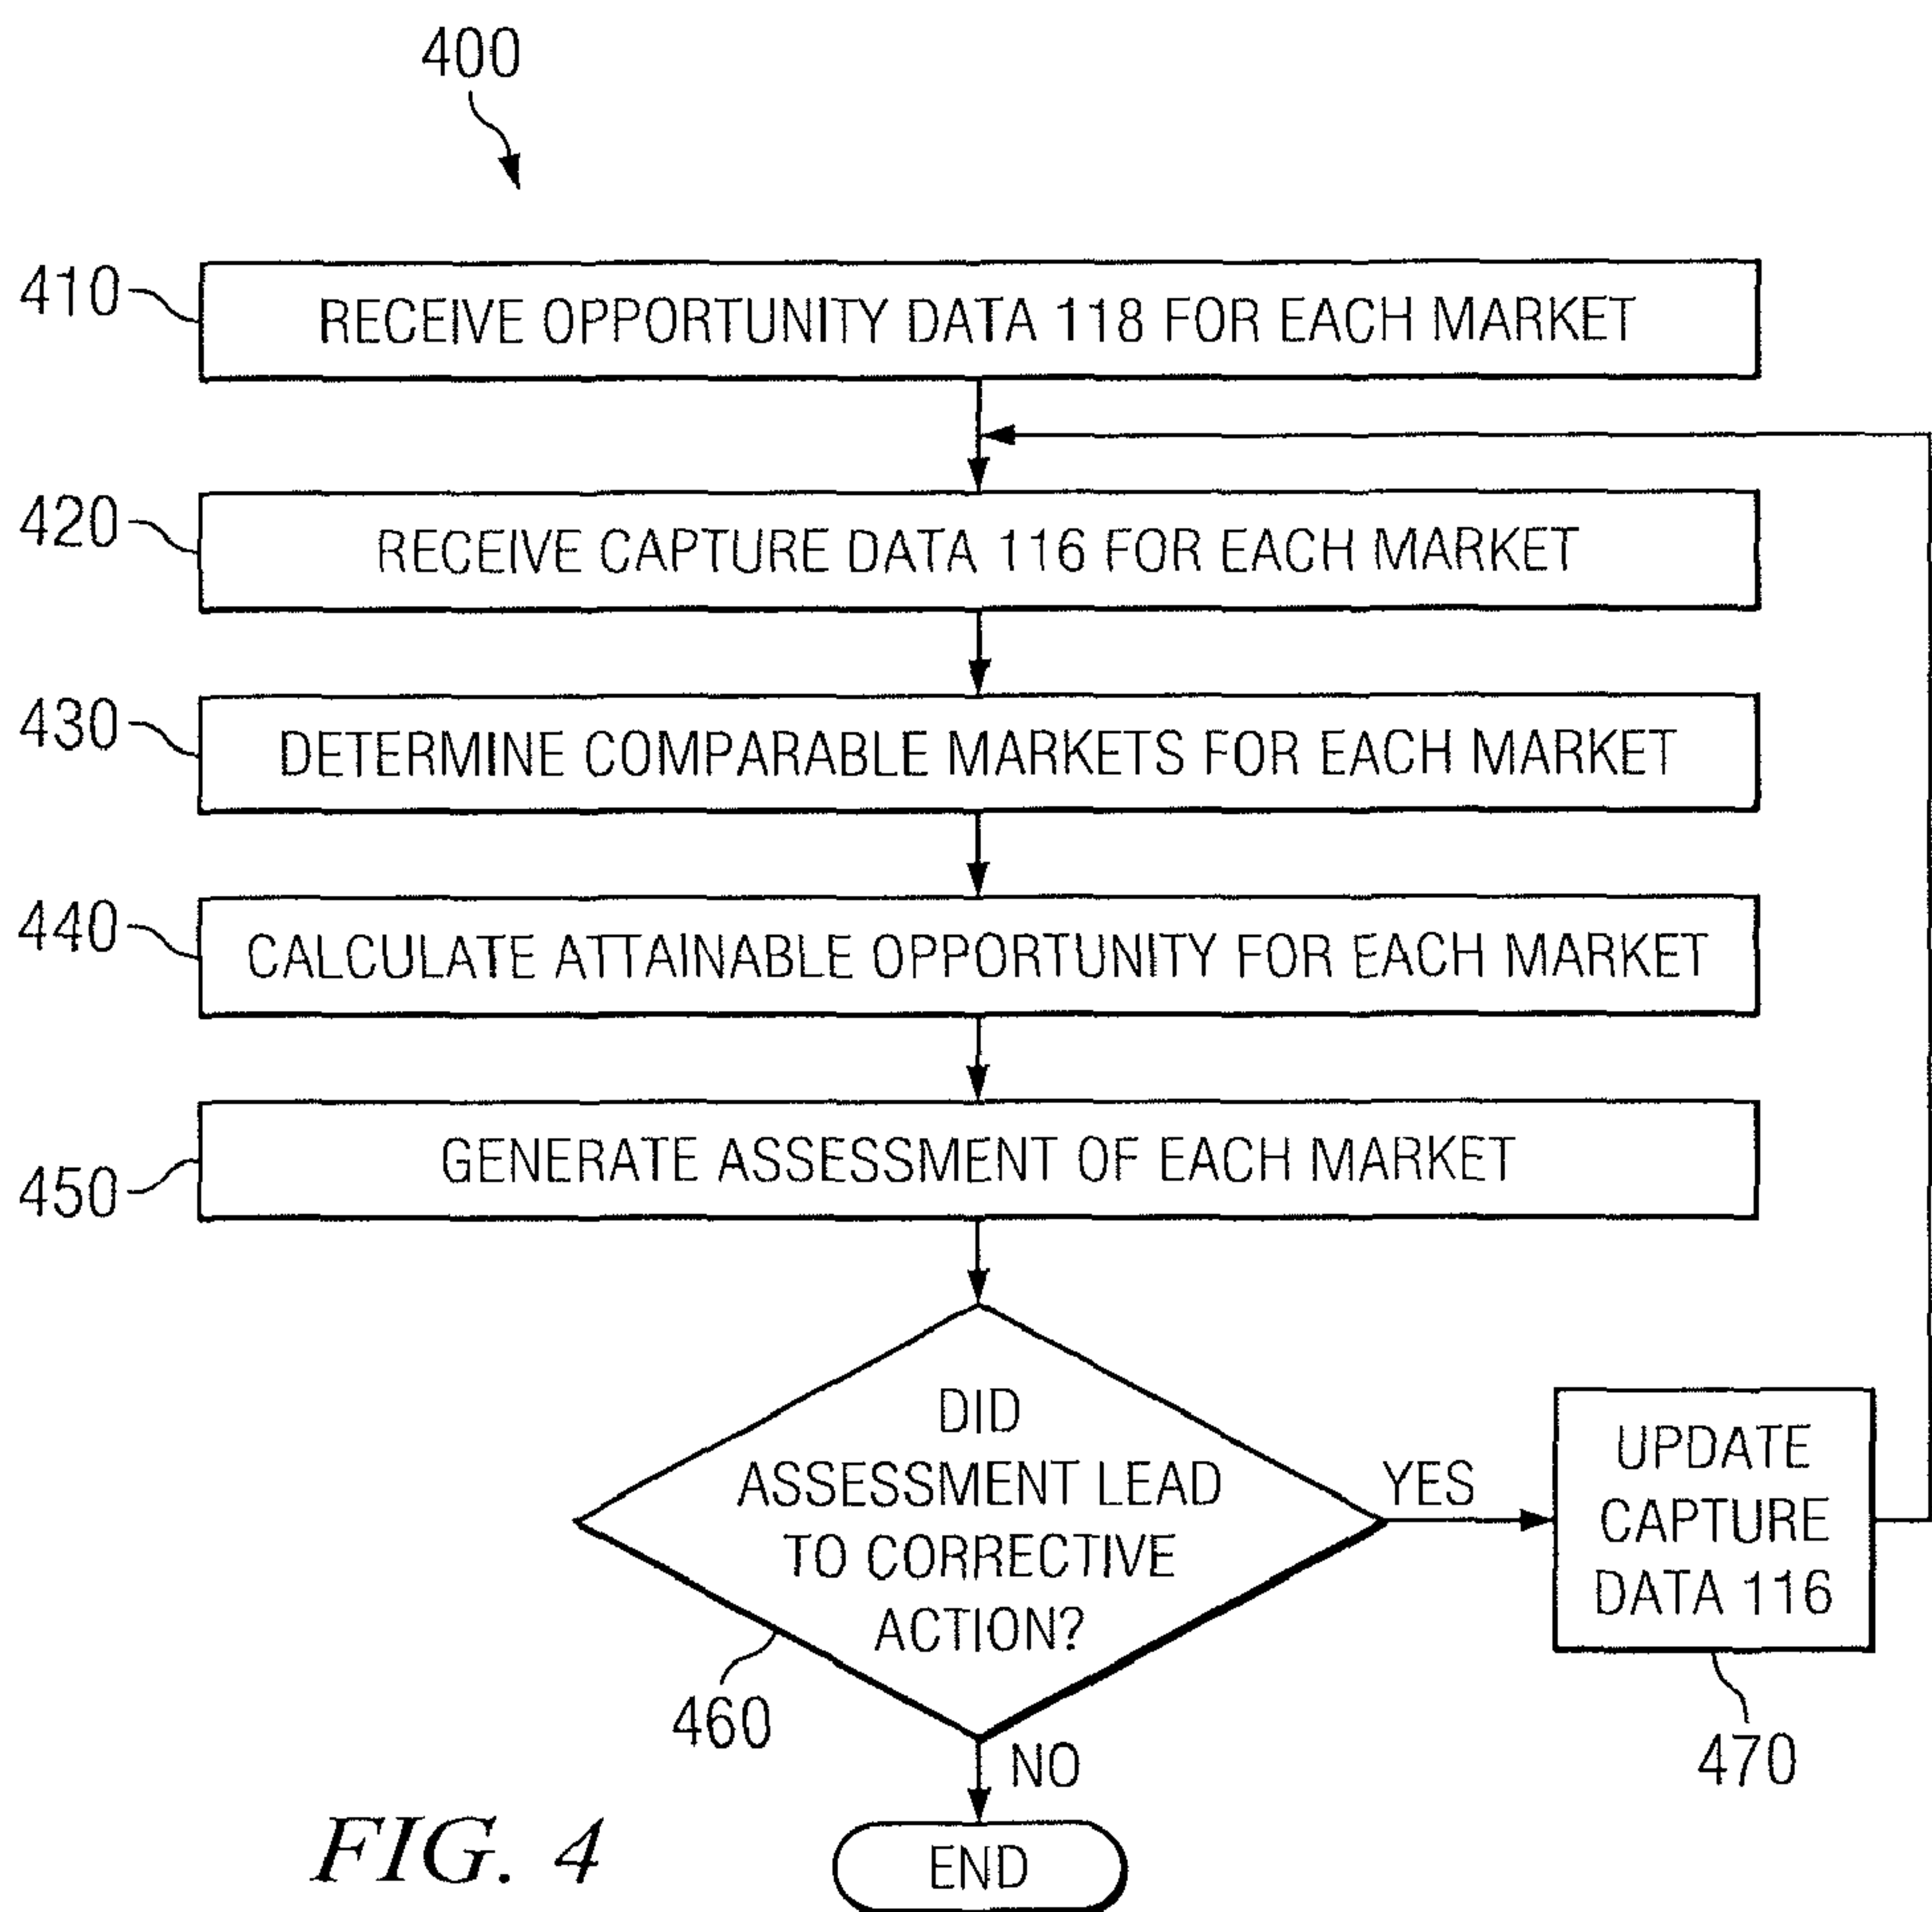 400
410
RECEIVE OPPORTUNITY DATA 118 FOR EACH MARKET
420
RECEIVE CAPTURE DATA 116 FOR EACH MARKET
430
DETERMINE COMPARABLE MARKETS FOR EACH MARKET
440
CALCULATE ATTAINABLE OPPORTUNITY FOR EACH MARKET
450
GENERATE ASSESSMENT OF EACH MARKET
DID
ASSESSMENT LEAD
TO CORRECTIVE
ACTION?
460
YES
UPDATE
CAPTURE
DATA 116
470
NO
END
FIG. 4